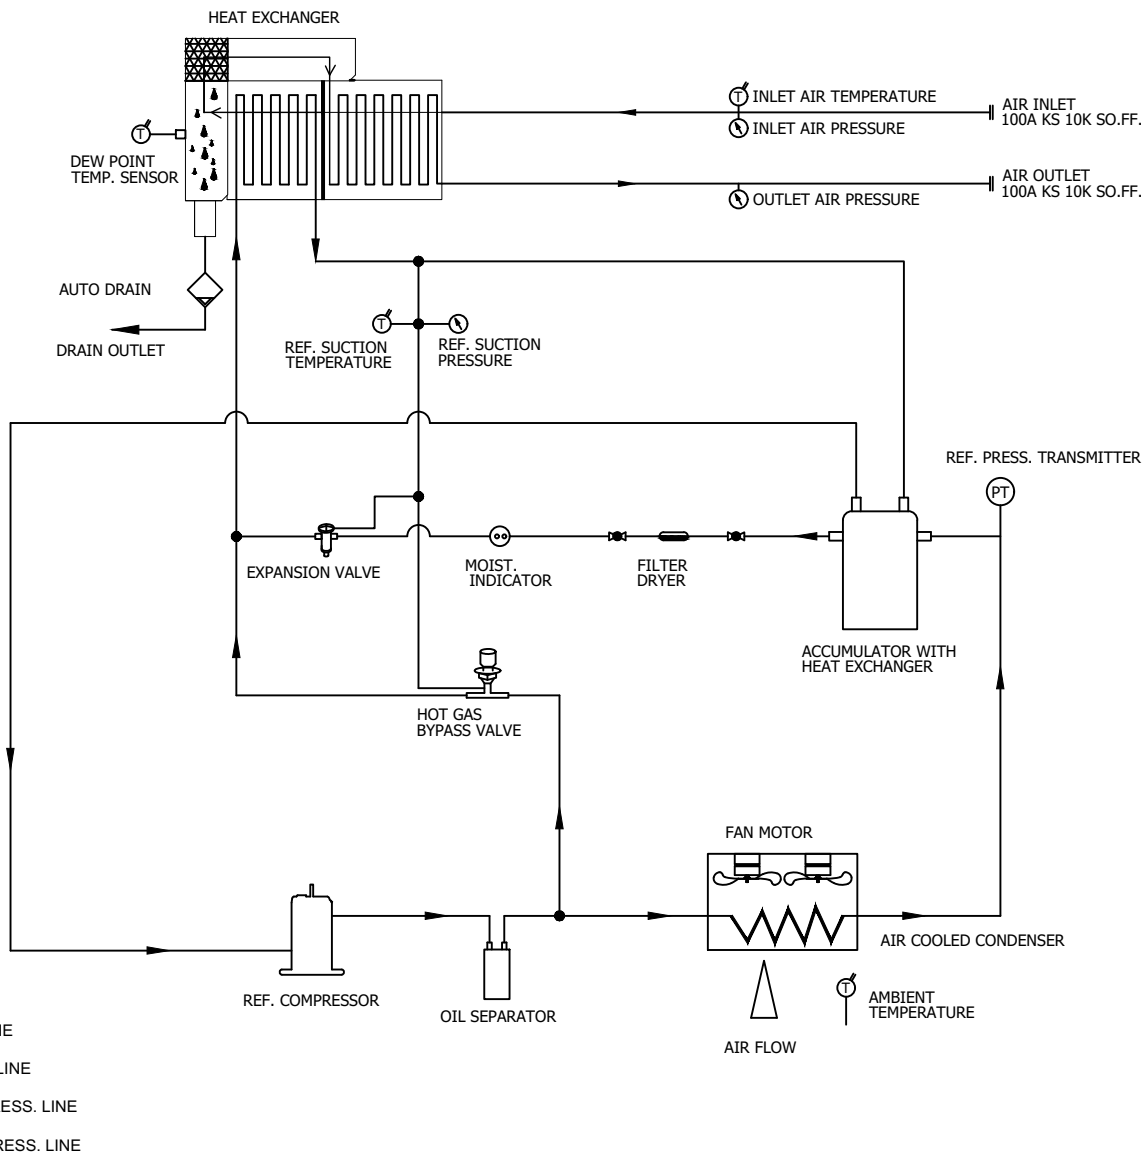 HEAT EXCHANGER
T
INLET AIR TEMPERATURE
AIR INLET
100A KS 10K SO.FF.
INLET AIR PRESSURE
T
DEW POINT
TEMP. SENSOR
AIR OUTLET
100A KS 10K SO.FF.
OUTLET AIR PRESSURE
AUTO DRAIN
DRAIN OUTLET
T
REF. SUCTION
TEMPERATURE
REF. SUCTION
PRESSURE
REF. PRESS. TRANSMITTER
PT
EXPANSION VALVE
MOIST.
INDICATOR
FILTER
DRYER
ACCUMULATOR WITH
HEAT EXCHANGER
HOT GAS
BYPASS VALVE
FAN MOTOR
AIR COOLED CONDENSER
REF. COMPRESSOR
OIL SEPARATOR
T
AMBIENT
TEMPERATURE
AIR FLOW
LINE
PRESS. LINE